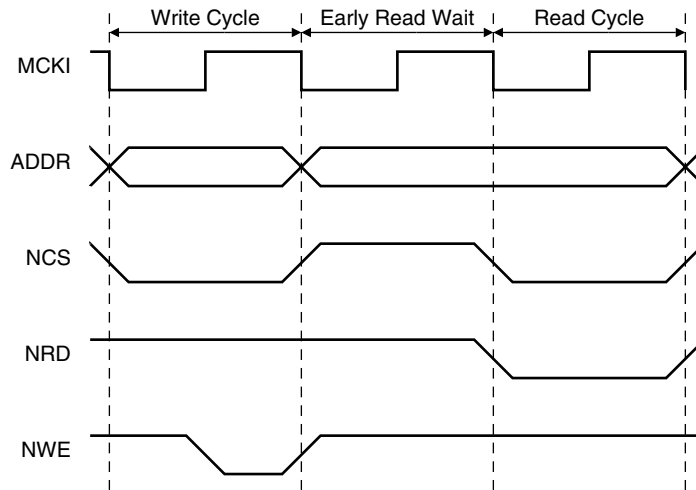 Write Cycle Early Read Wait Read Cycle
MCKI
ADDR
NCS
NRD
NWE